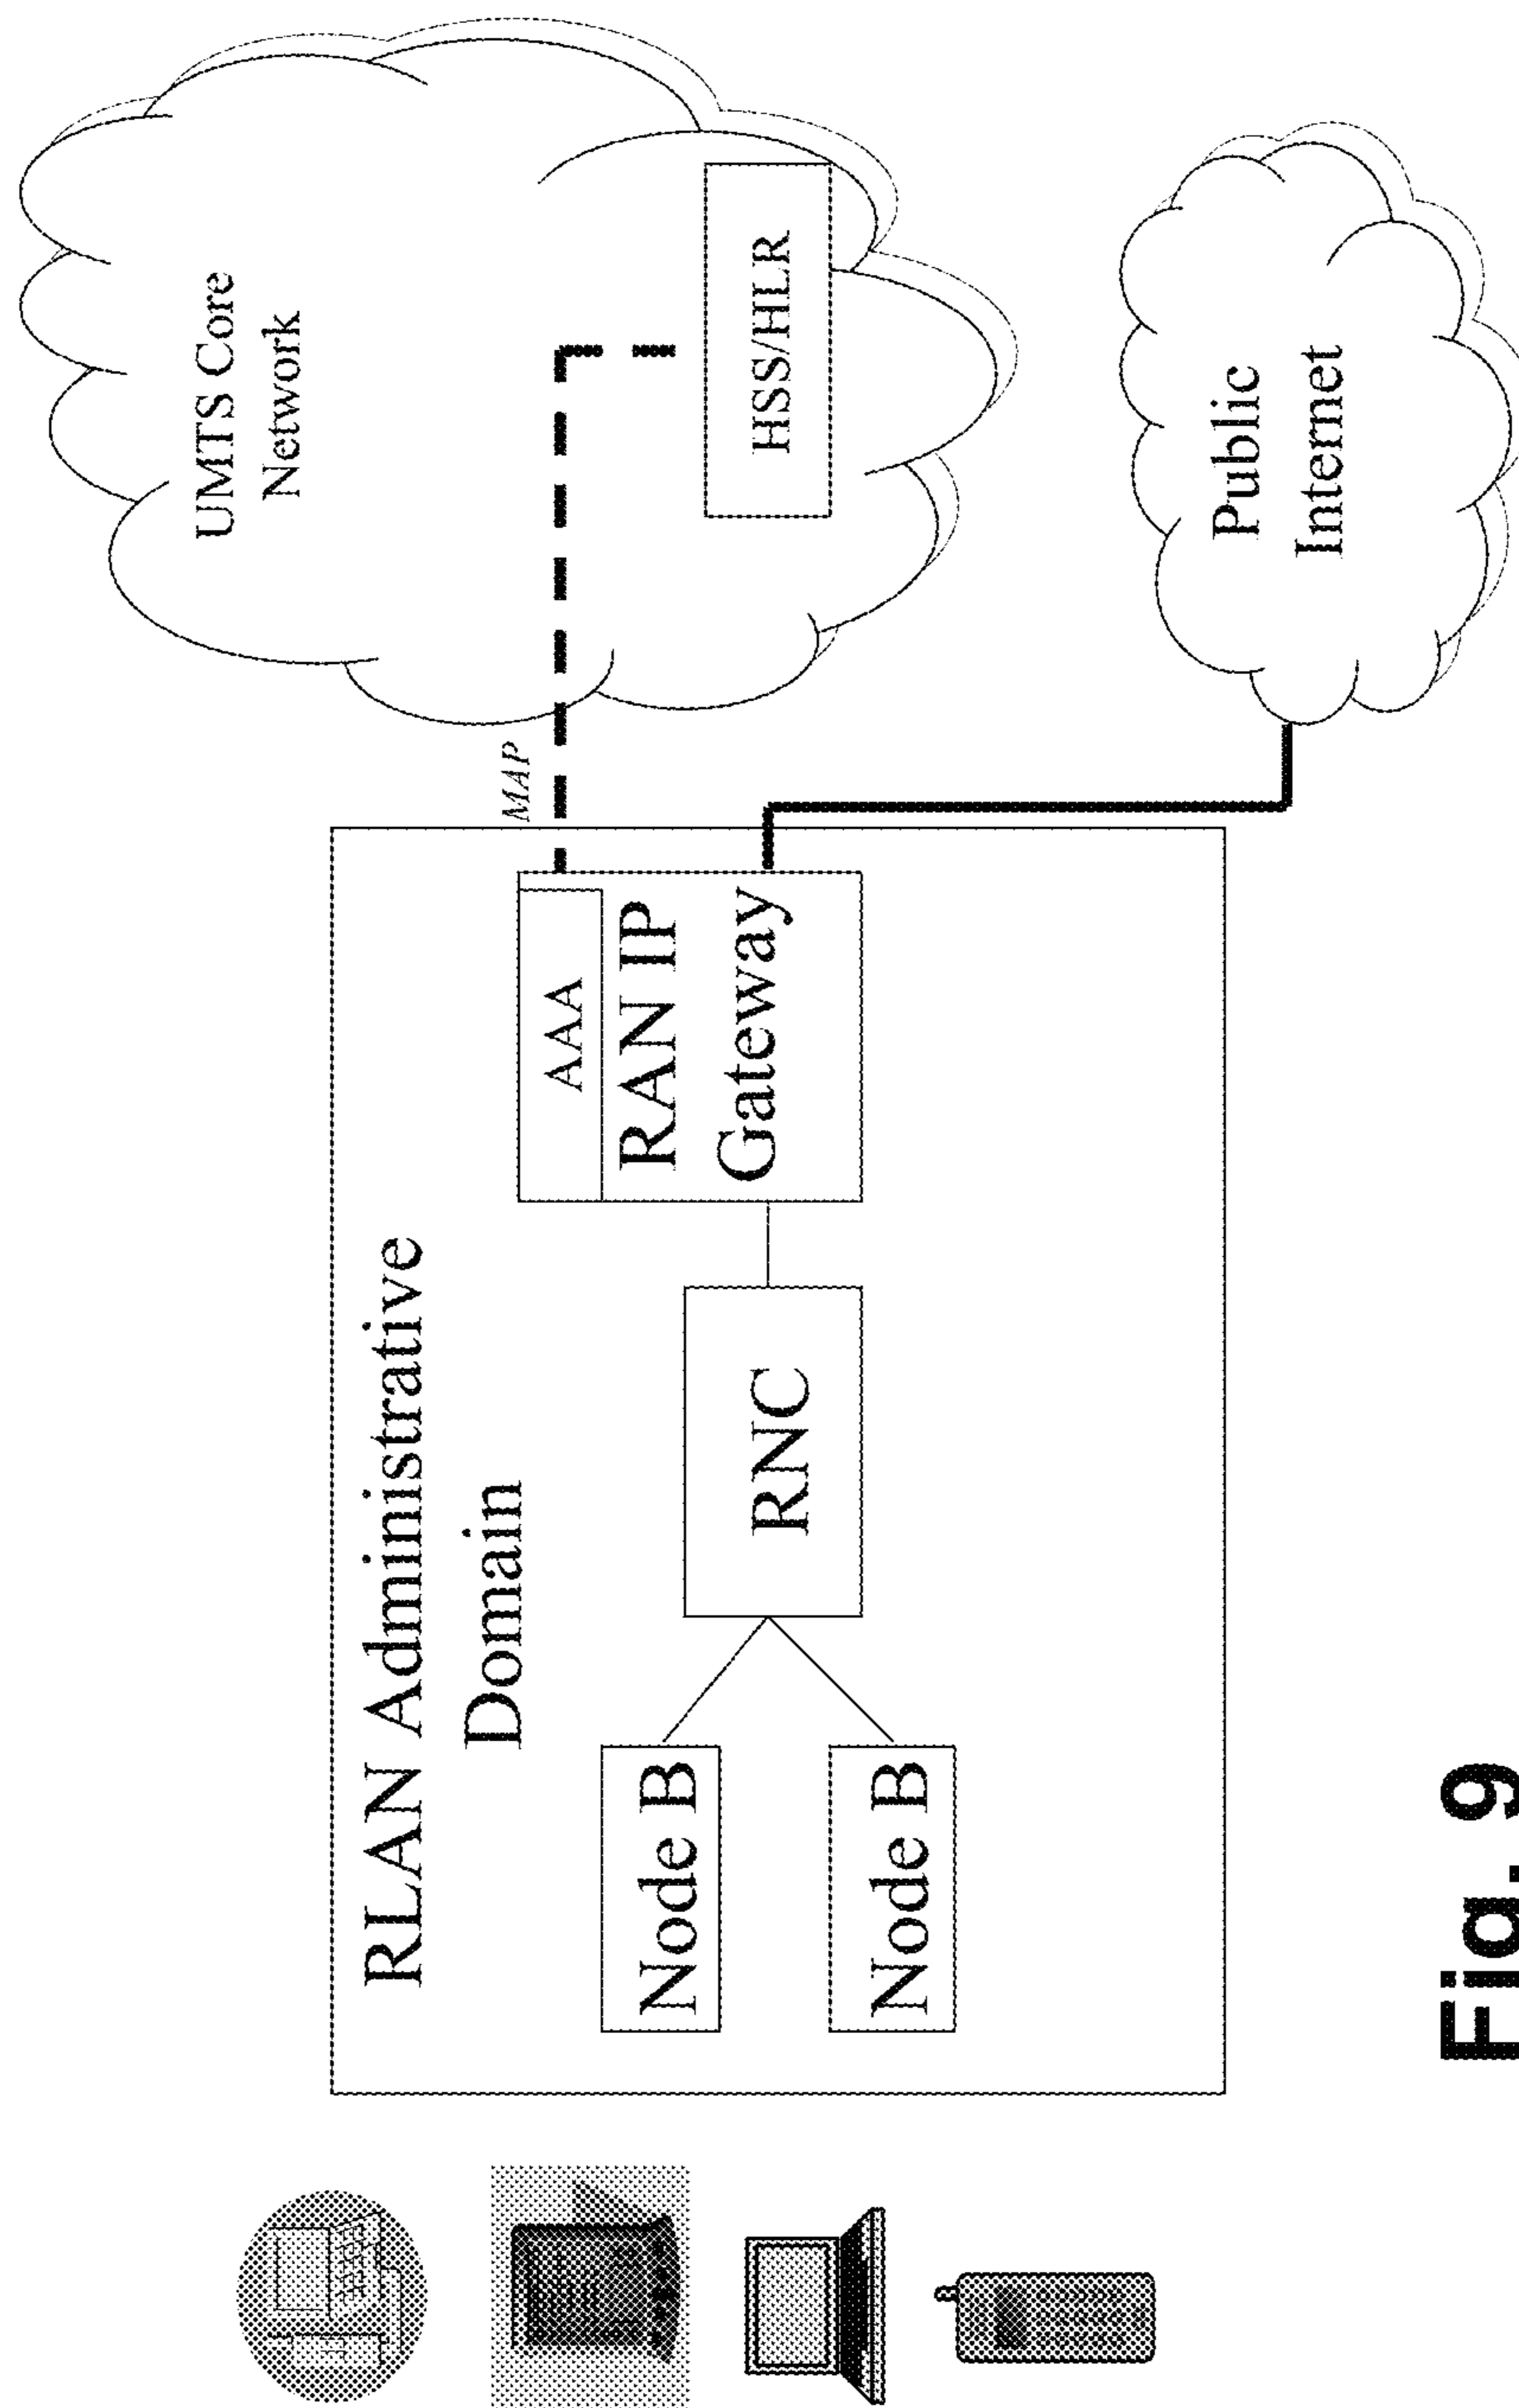 UMTS Core
Network
RLAN Administrative
Domain
MAP
AAA
RAN IP
Gateway
HSS/HLR
Node B
RNC
Node B
Public
Internet
Fig. 9